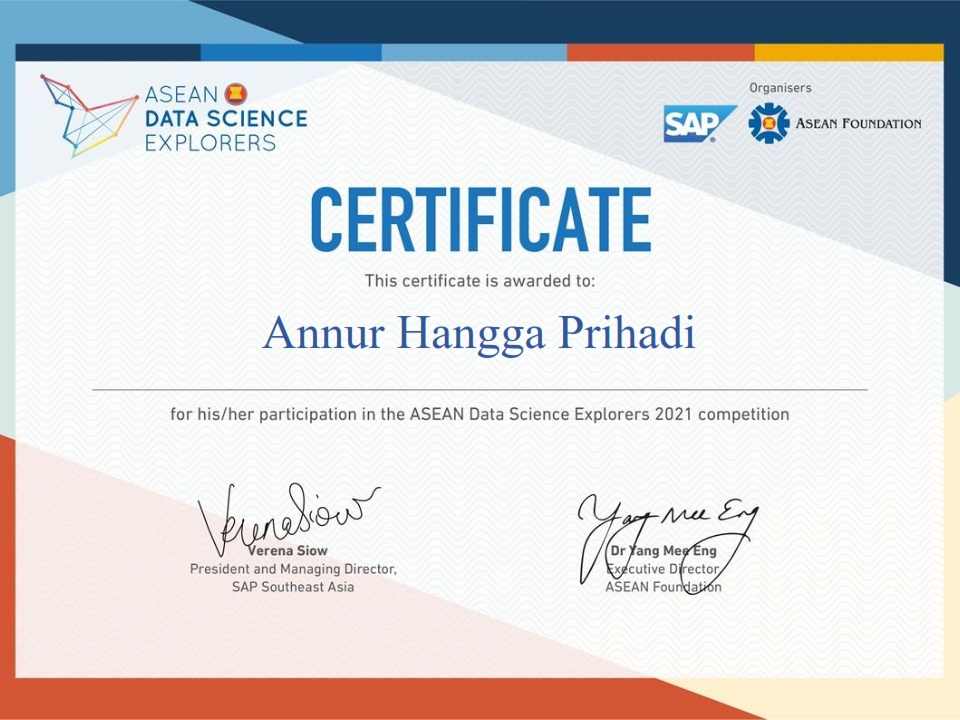 ASEAN
DATA SCIENCE
EXPLORERS
Organisers
SAP
ASEAN FOUNDATION
CERTIFICATE
This certificate is awarded to:
Annur Hangga Prihadi
for his/her participation in the ASEAN Data Science Explorers 2021 competition
Verena Siow
Yang Mee Eng
Verena Siow
Dr Yang Mee Eng
President and Managing Director,
Executive Director,
SAP Southeast Asia
ASEAN Foundation